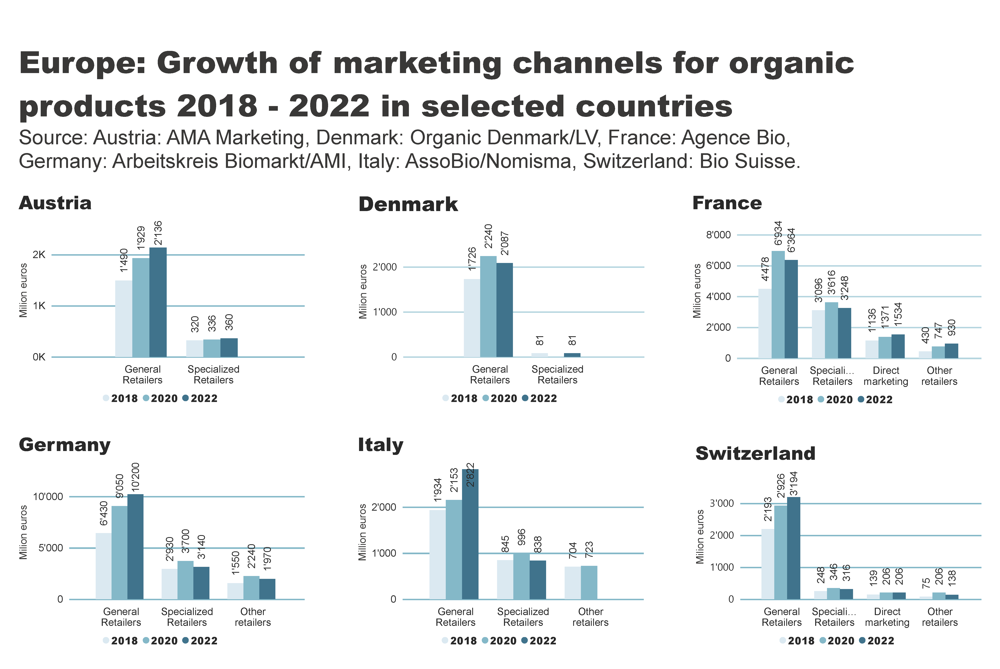 Europe: Growth of marketing channels for organic
products 2018 - 2022 in selected countries
Source: Austria: AMA Marketing, Denmark: Organic Denmark/LV, France: Agence Bio,
Germany: Arbeitskreis Biomarkt/AMI, Italy: AssoBio/Nomisma, Switzerland: Bio Suisse.
Austria
Milion euros
2K
1K
0K
1'490
1'929
2'136
320
336
360
General
Retailers
Specialized
Retailers
2018 2020 2022
Denmark
Milion euros
2'000
1'000
0
1'726
2'240
2'087
81
81
General
Retailers
Specialized
Retailers
2018 2020 2022
France
Milion euros
8'000
6'000
4'000
2'000
0
4'478
6'934
6'364
3'096
3'616
3'248
1'136
1'371
1'534
430
747
930
General
Retailers
Speciali...
Retailers
Direct
marketing
Other
retailers
2018 2020 2022
Germany
Milion euros
10'000
5'000
0
6'430
9'050
10'200
2'930
3'700
3'140
1'550
2'240
1'970
General
Retailers
Specialized
Retailers
Other
retailers
2018 2020 2022
Italy
Million euros
2'000
1'000
0
1'934
2'153
2'822
845
996
838
704
723
General
Retailers
Specialized
Retailers
Other
retailers
2018 2020 2022
Switzerland
Milion euros
3'000
2'000
1'000
0
2'193
2'926
3'194
248
346
316
139
206
206
75
206
138
General
Retailers
Speciali...
Retailers
Direct
marketing
Other
retailers
2018 2020 2022